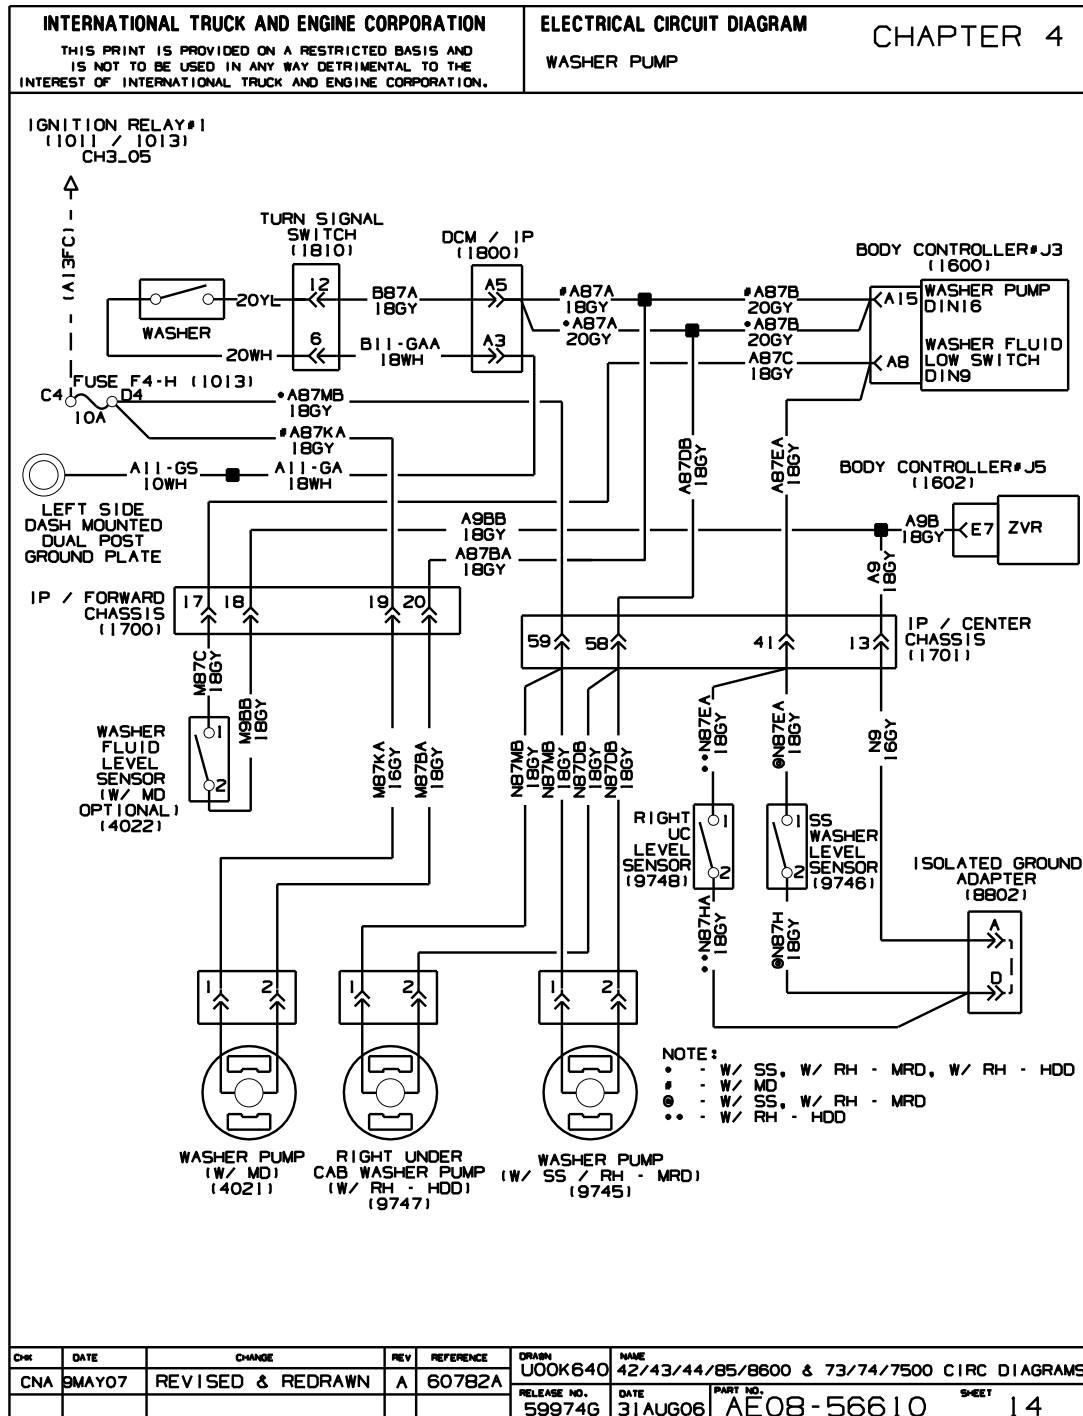 INTERNATIONAL TRUCK AND ENGINE CORPORATION
THIS PRINT IS PROVIDED ON A RESTRICTED BASIS AND
IS NOT TO BE USED IN ANY WAY DETRIMENTAL TO THE
INTEREST OF INTERNATIONAL TRUCK AND ENGINE CORPORATION.
ELECTRICAL CIRCUIT DIAGRAM
WASHER PUMP
CHAPTER 4
IGNITION RELAY#1
(1011 / 1013)
CH3_05
(A13FC)
TURN SIGNAL
SWITCH
(1810)
DCM / IP
(1800)
BODY CONTROLLER#J3
(1600)
WASHER
20YL
12
B87A
18GY
A5
#A87A
18GY
#A87B
20GY
A15
WASHER PUMP
DIN16
•A87A
20GY
•A87B
20GY
20WH
6
B11-GAA
18WH
A3
A87C
18GY
A8
WASHER FLUID
LOW SWITCH
DIN9
FUSE F4-H (1013)
C4
D4
10A
•A87MB
18GY
#A87KA
18GY
A11-GS
10WH
A11-GA
18WH
A87DB
18GY
A87EA
18GY
LEFT SIDE
DASH MOUNTED
DUAL POST
GROUND PLATE
BODY CONTROLLER#J5
(1602)
A9BB
18GY
A9B
18GY
E7
ZVR
A87BA
18GY
A9
18GY
IP / FORWARD
CHASSIS
(1700)
17
18
19
20
59
58
41
13
IP / CENTER
CHASSIS
(1701)
M87C
18GY
M9BB
18GY
M87KA
16GY
M87BA
18GY
N87MB
18GY
N87MB
18GY
N87DB
18GY
N87DB
18GY
••N87EA
18GY
@N87EA
18GY
N9
16GY
WASHER
FLUID
LEVEL
SENSOR
(W/ MD
OPTIONAL)
(4022)
1
2
RIGHT
UC
LEVEL
SENSOR
(9748)
1
2
1
2
SS
WASHER
LEVEL
SENSOR
(9746)
••N87HA
18GY
@N87H
18GY
ISOLATED GROUND
ADAPTER
(8802)
A
D
1
2
1
2
1
2
WASHER PUMP
(W/ MD)
(4021)
RIGHT UNDER
CAB WASHER PUMP
(W/ RH - HDD)
(9747)
WASHER PUMP
(W/ SS / RH - MRD)
(9745)
NOTE:
• - W/ SS, W/ RH - MRD, W/ RH - HDD
# - W/ MD
@ - W/ SS, W/ RH - MRD
•• - W/ RH - HDD
CHK DATE CHANGE REV REFERENCE
CNA 9MAY07 REVISED & REDRAWN A 60782A
DRAWN
U00K640
NAME
42/43/44/85/8600 & 73/74/7500 CIRC DIAGRAMS
RELEASE NO.
59974G
DATE
31AUG06
PART NO.
AE08-56610
SHEET
14